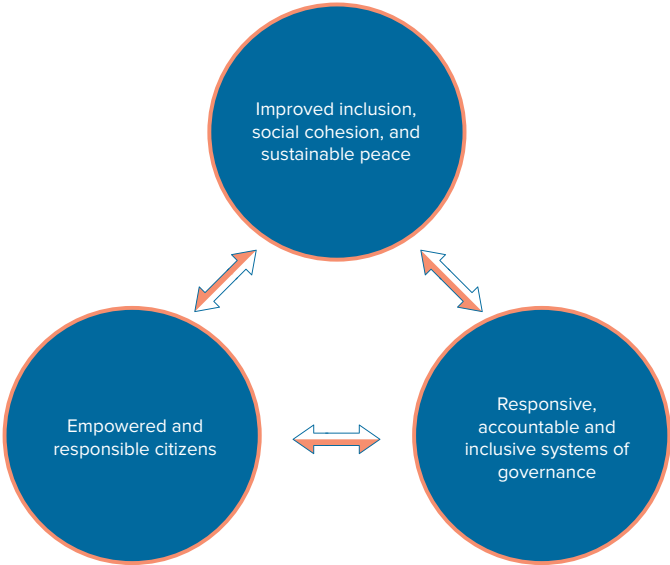 Improved inclusion,
social cohesion, and
sustainable peace
Empowered and
responsible citizens
Responsive,
accountable and
inclusive systems of
governance